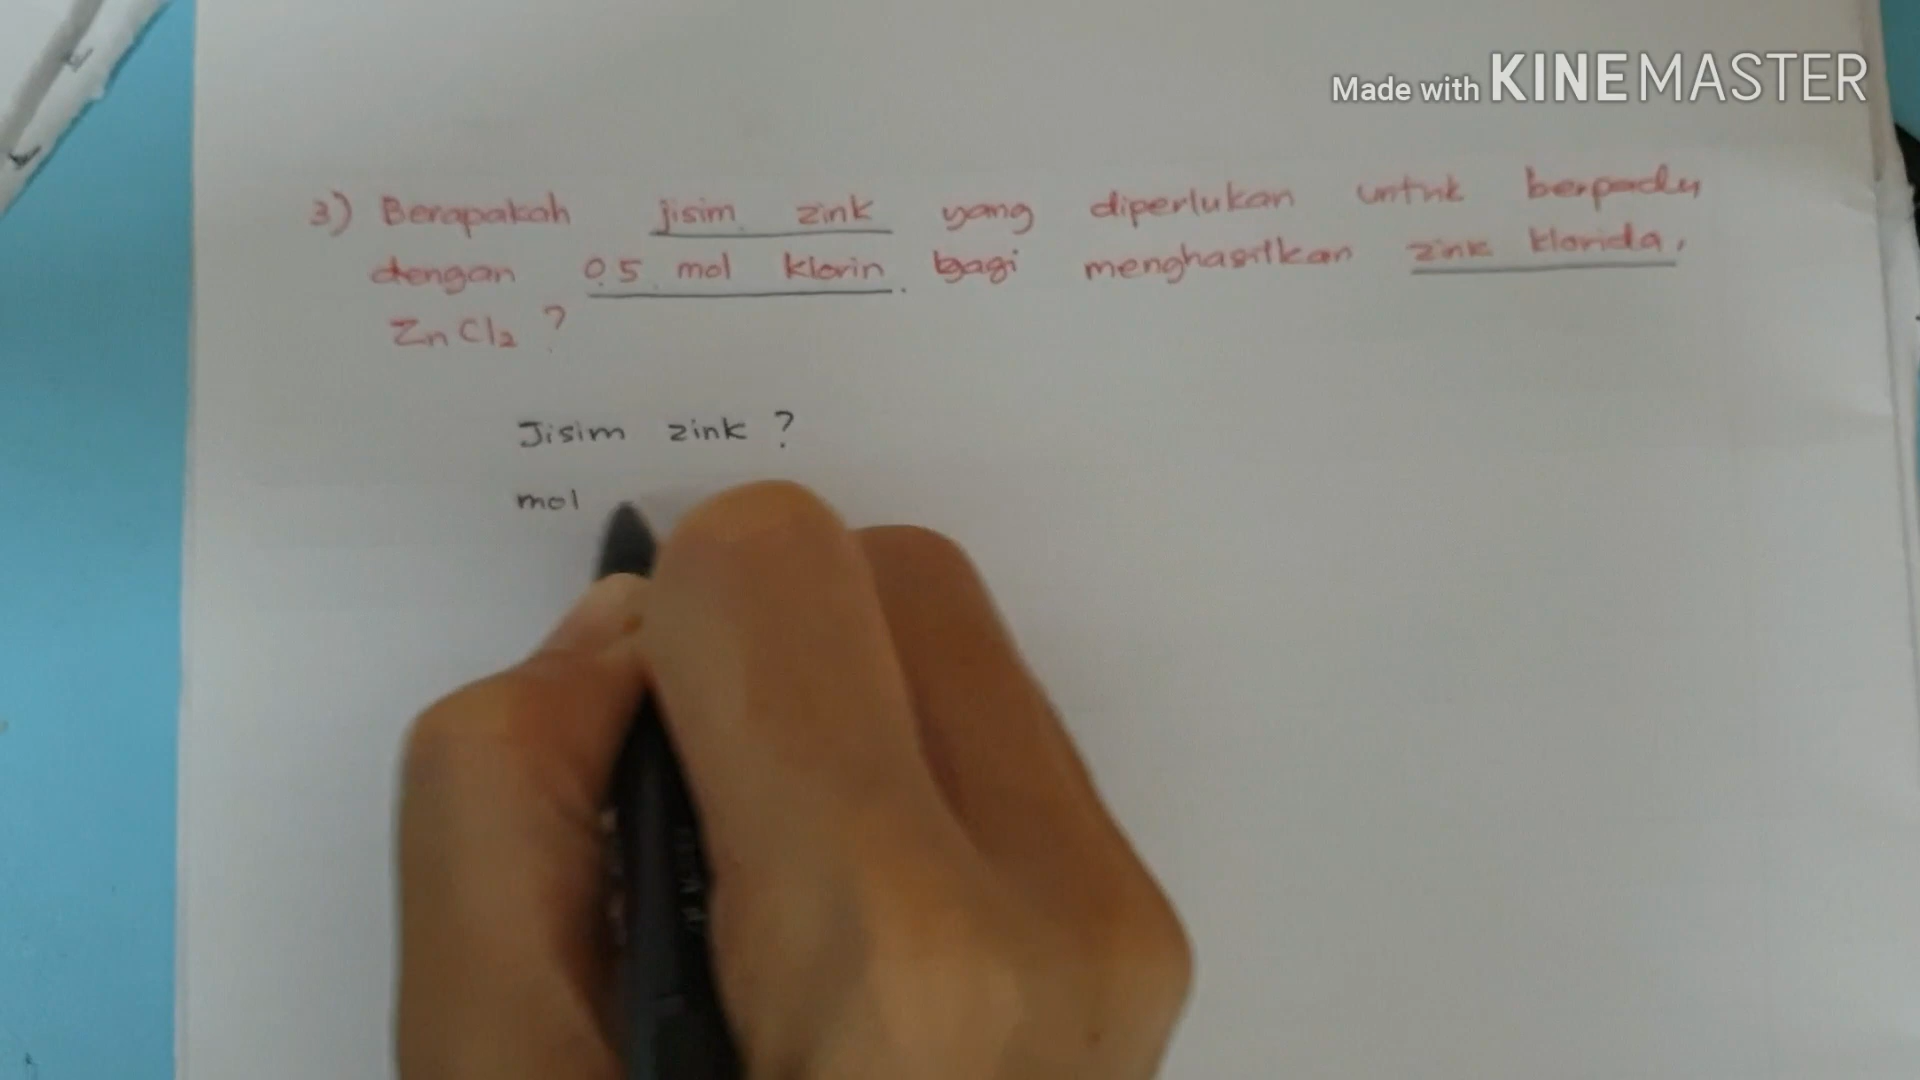 Made with KINEMASTER
3) Berapakah jisim zink yang diperlukan untuk berpadu
dengan 0.5 mol klorin bagi menghasilkan zink klorida,
ZnCl2 ?
Jisim zink ?
mol